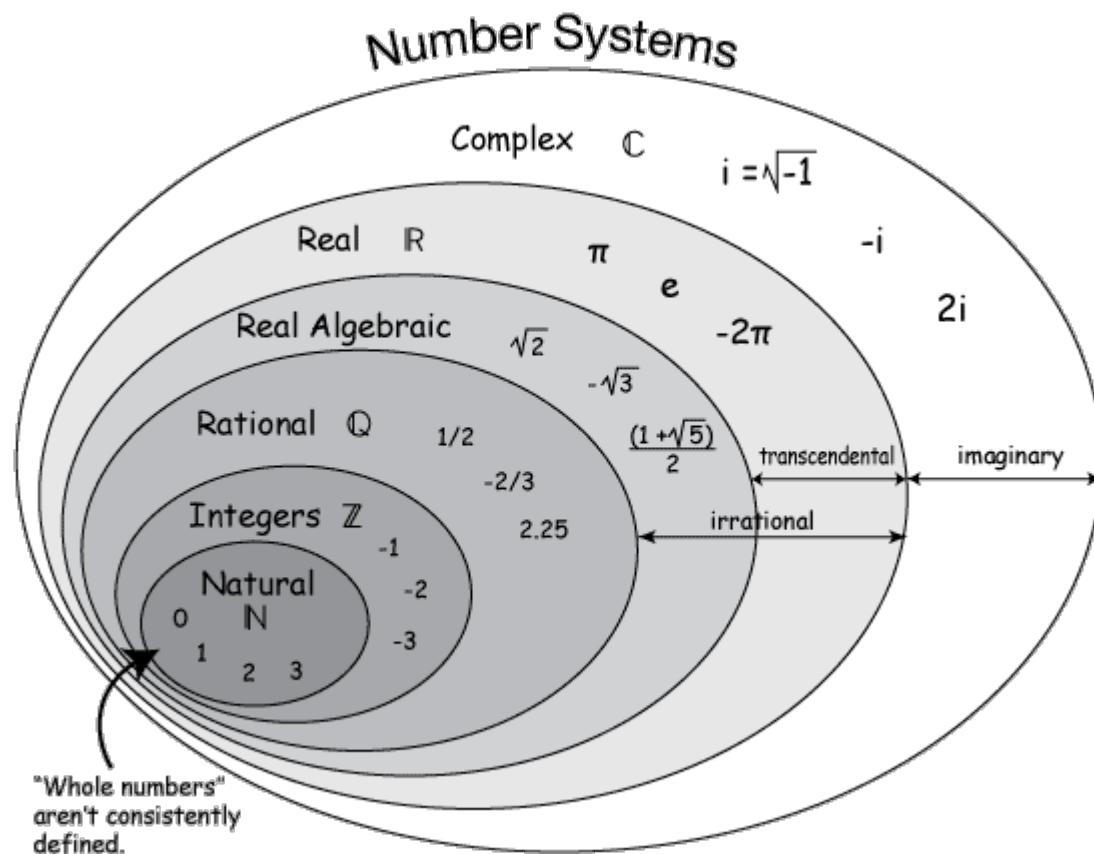 Number Systems
Complex ℂ
i = √-1
-i
2i
Real ℝ
π
e
-2π
Real Algebraic
√2
-√3
(1+√5)
2
Rational ℚ
1/2
-2/3
2.25
transcendental
imaginary
irrational
Integers ℤ
-1
-2
-3
Natural
ℕ
0
1
2
3
"Whole numbers"
aren't consistently
defined.